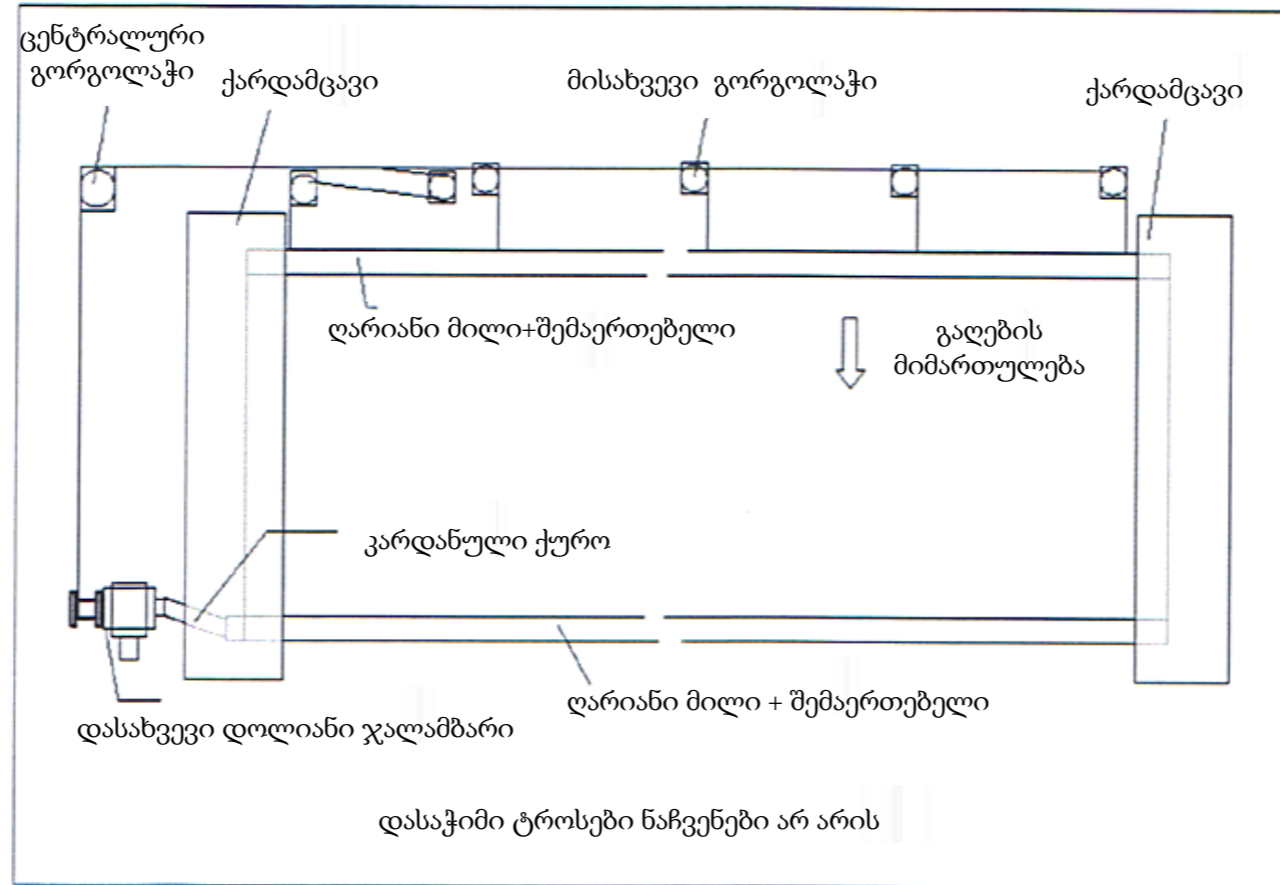 ცენტრალური
გორგოლაჭი
ქარდამცავი
მისახვევი გორგოლაჭი
ქარდამცავი
ღარიანი მილი+შემაერთებელი
გაღების
მიმართულება
კარდანული ქურო
ღარიანი მილი + შემაერთებელი
დასახვევი დოლიანი ჯალამბარი
დასაჭიმი ტროსები ნაჩვენები არ არის